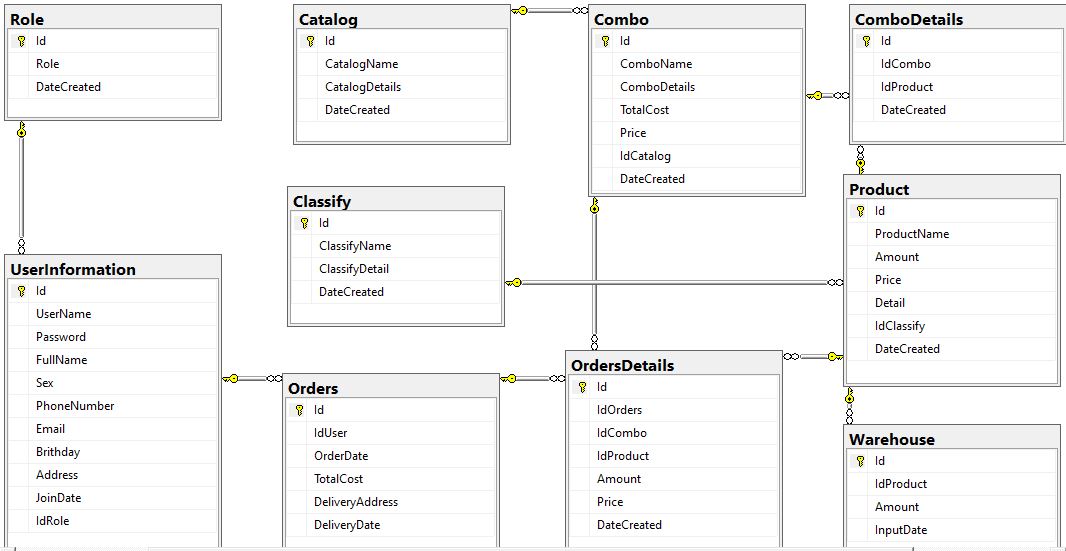 Role
Id
Role
DateCreated
Catalog
Id
CatalogName
CatalogDetails
DateCreated
Combo
Id
ComboName
ComboDetails
TotalCost
Price
IdCatalog
DateCreated
ComboDetails
Id
IdCombo
IdProduct
DateCreated
Classify
Id
ClassifyName
ClassifyDetail
DateCreated
Product
Id
ProductName
Amount
Price
Detail
IdClassify
DateCreated
UserInformation
Id
UserName
Password
FullName
Sex
PhoneNumber
Email
Brithday
Address
JoinDate
IdRole
Orders
Id
IdUser
OrderDate
TotalCost
DeliveryAddress
DeliveryDate
OrdersDetails
Id
IdOrders
IdCombo
IdProduct
Amount
Price
DateCreated
Warehouse
Id
IdProduct
Amount
InputDate